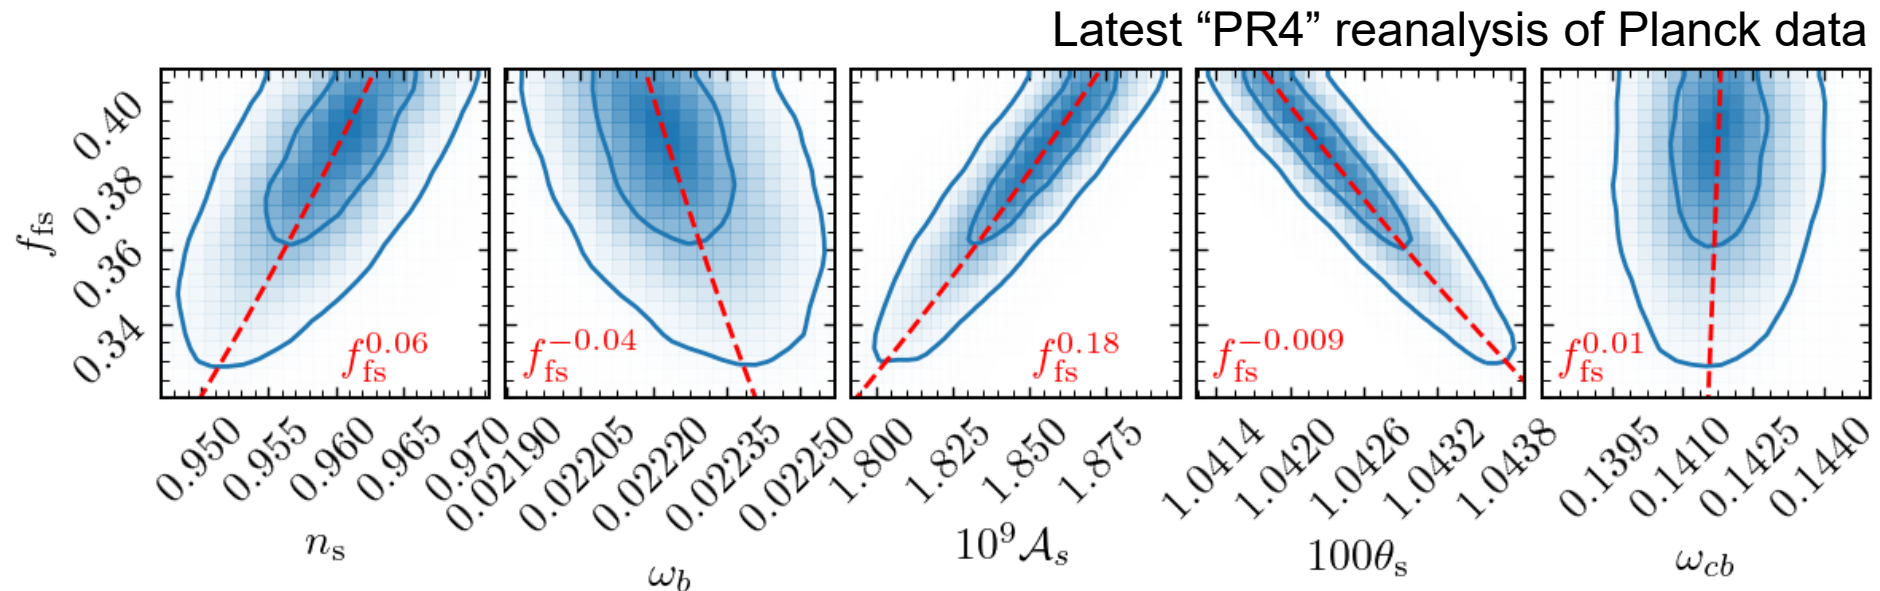 Latest “PR4” reanalysis of Planck data
f_fs
0.40
0.38
0.36
0.34
f_fs^0.06
f_fs^−0.04
f_fs^0.18
f_fs^−0.009
f_fs^0.01
0.950 0.955 0.960 0.965 0.970
0.02190 0.02205 0.02220 0.02235 0.02250
1.800 1.825 1.850 1.875
1.0414 1.0420 1.0426 1.0432 1.0438
0.1395 0.1410 0.1425 0.1440
n_s
ω_b
10^9 𝒜_s
100θ_s
ω_cb